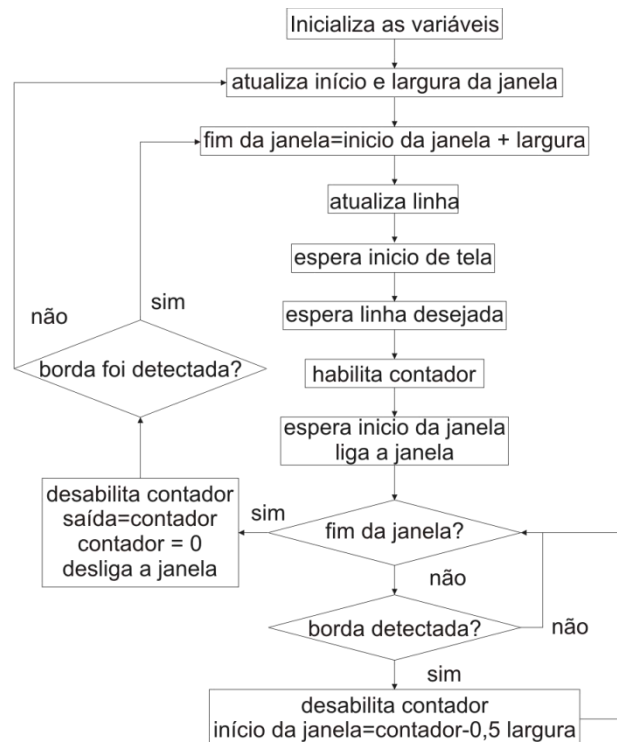 Inicializa as variáveis
atualiza início e largura da janela
fim da janela=inicio da janela + largura
atualiza linha
espera inicio de tela
espera linha desejada
habilita contador
espera inicio da janela
liga a janela
fim da janela?
sim
não
desabilita contador
saída=contador
contador = 0
desliga a janela
borda foi detectada?
não
sim
borda detectada?
não
sim
desabilita contador
início da janela=contador-0,5 largura